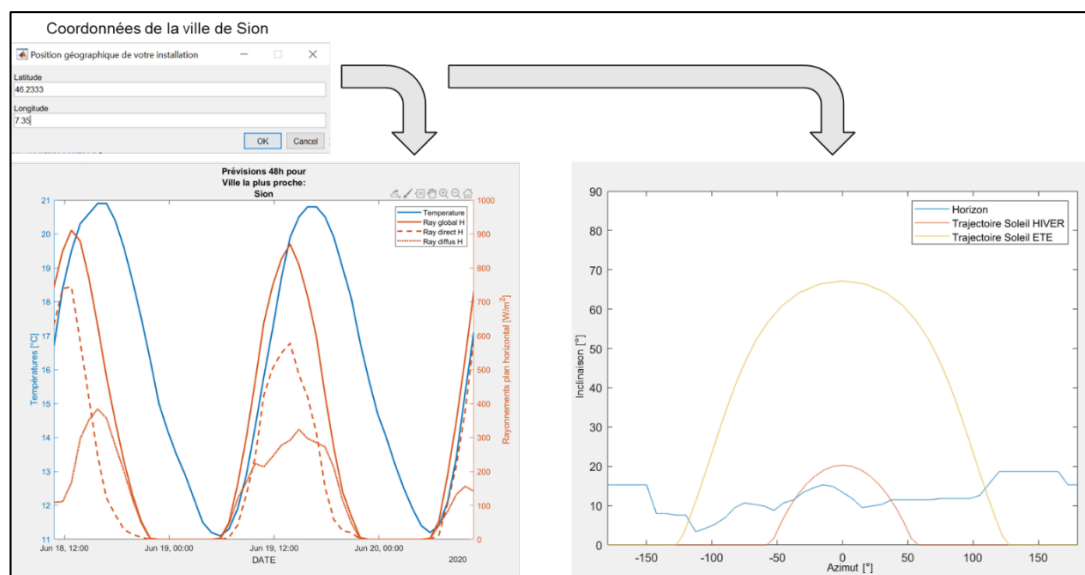 Coordonnées de la ville de Sion
Position géographique de votre installation
Latitude
46.2333
Longitude
7.35
OK Cancel
Prévisions 48h pour
Ville la plus proche:
Sion
Temperature
Ray global H
Ray direct H
Ray diffus H
21
20
19
18
17
16
15
14
13
12
11
Températures [°C]
1000
900
800
700
600
500
400
300
200
100
0
Rayonnements plan horizontal [W/m²]
Jun 18, 12:00 Jun 19, 00:00 Jun 19, 12:00 Jun 20, 00:00
DATE 2020
Horizon
Trajectoire Soleil HIVER
Trajectoire Soleil ETE
90
80
70
60
50
40
30
20
10
0
Inclinaison [°]
-150 -100 -50 0 50 100 150
Azimut [°]